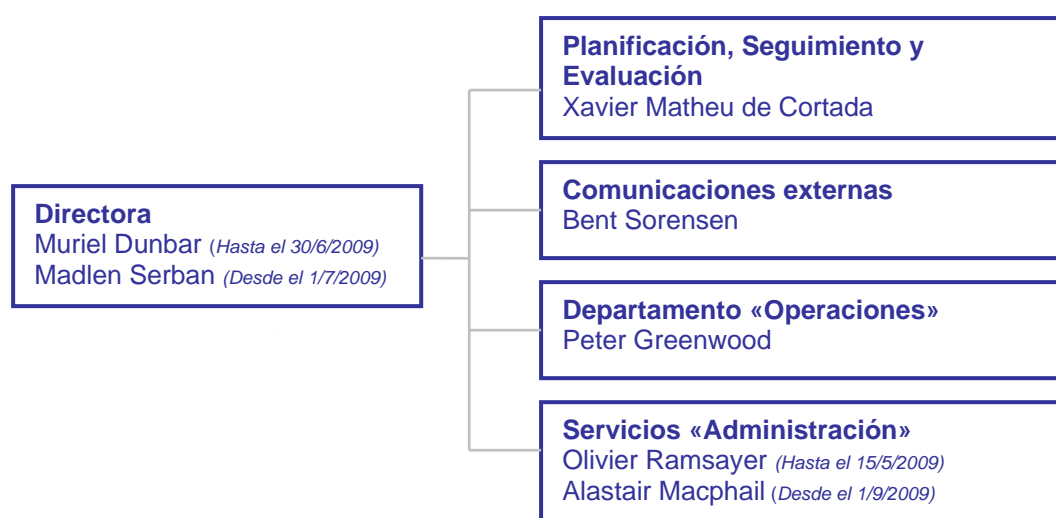 Directora
Muriel Dunbar (Hasta el 30/6/2009)
Madlen Serban (Desde el 1/7/2009)
Planificación, Seguimiento y
Evaluación
Xavier Matheu de Cortada
Comunicaciones externas
Bent Sorensen
Departamento «Operaciones»
Peter Greenwood
Servicios «Administración»
Olivier Ramsayer (Hasta el 15/5/2009)
Alastair Macphail (Desde el 1/9/2009)